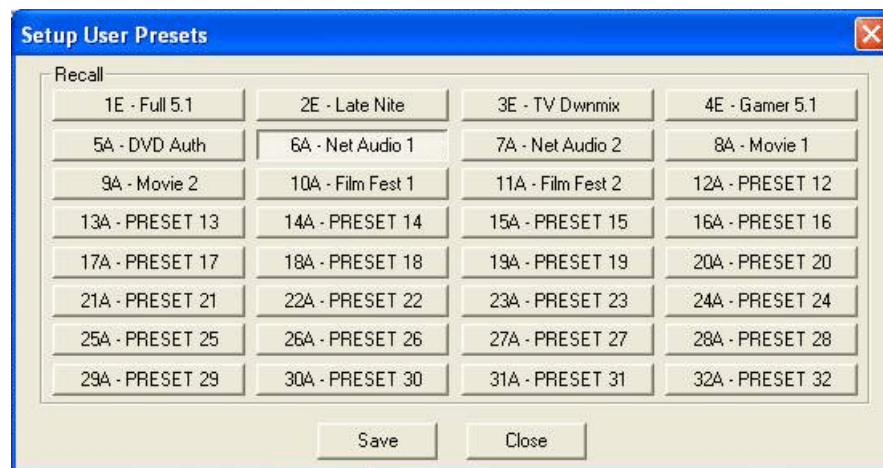 Setup User Presets
Recall
1E - Full 5.1
2E - Late Nite
3E - TV Dwnmix
4E - Gamer 5.1
5A - DVD Auth
6A - Net Audio 1
7A - Net Audio 2
8A - Movie 1
9A - Movie 2
10A - Film Fest 1
11A - Film Fest 2
12A - PRESET 12
13A - PRESET 13
14A - PRESET 14
15A - PRESET 15
16A - PRESET 16
17A - PRESET 17
18A - PRESET 18
19A - PRESET 19
20A - PRESET 20
21A - PRESET 21
22A - PRESET 22
23A - PRESET 23
24A - PRESET 24
25A - PRESET 25
26A - PRESET 26
27A - PRESET 27
28A - PRESET 28
29A - PRESET 29
30A - PRESET 30
31A - PRESET 31
32A - PRESET 32
Save
Close